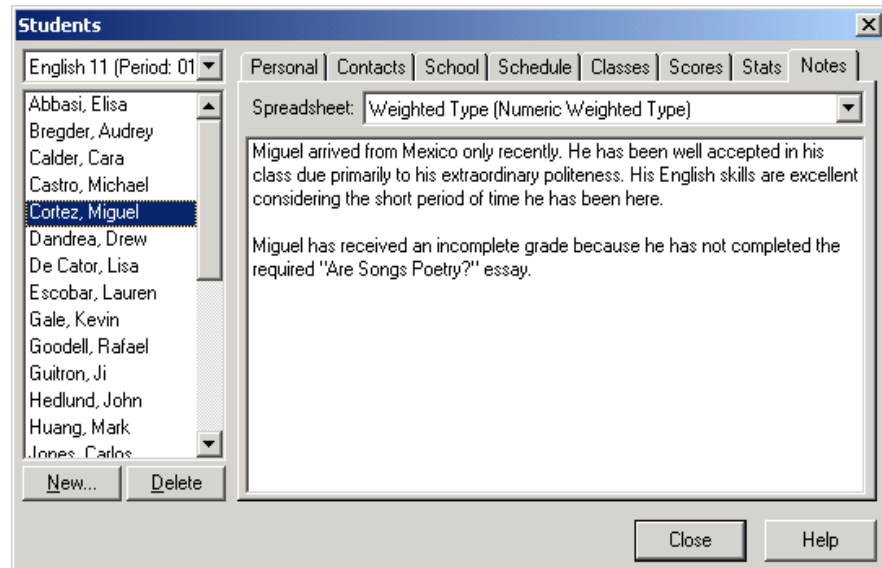 Students
English 11 (Period: 01
Personal Contacts School Schedule Classes Scores Stats Notes
Abbasi, Elisa
Bregder, Audrey
Calder, Cara
Castro, Michael
Cortez, Miguel
Dandrea, Drew
De Cator, Lisa
Escobar, Lauren
Gale, Kevin
Goodell, Rafael
Guitron, Ji
Hedlund, John
Huang, Mark
Jones, Carlos
New... Delete
Spreadsheet: Weighted Type (Numeric Weighted Type)
Miguel arrived from Mexico only recently. He has been well accepted in his
class due primarily to his extraordinary politeness. His English skills are excellent
considering the short period of time he has been here.
Miguel has received an incomplete grade because he has not completed the
required "Are Songs Poetry?" essay.
Close Help